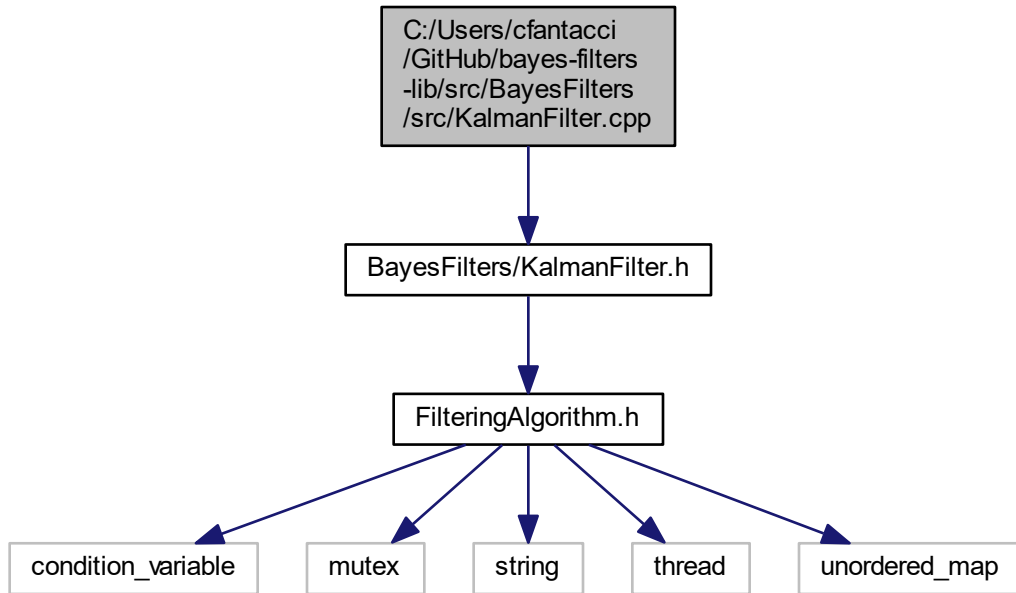 C:/Users/cfantacci
/GitHub/bayes-filters
-lib/src/BayesFilters
/src/KalmanFilter.cpp
BayesFilters/KalmanFilter.h
FilteringAlgorithm.h
condition_variable
mutex
string
thread
unordered_map